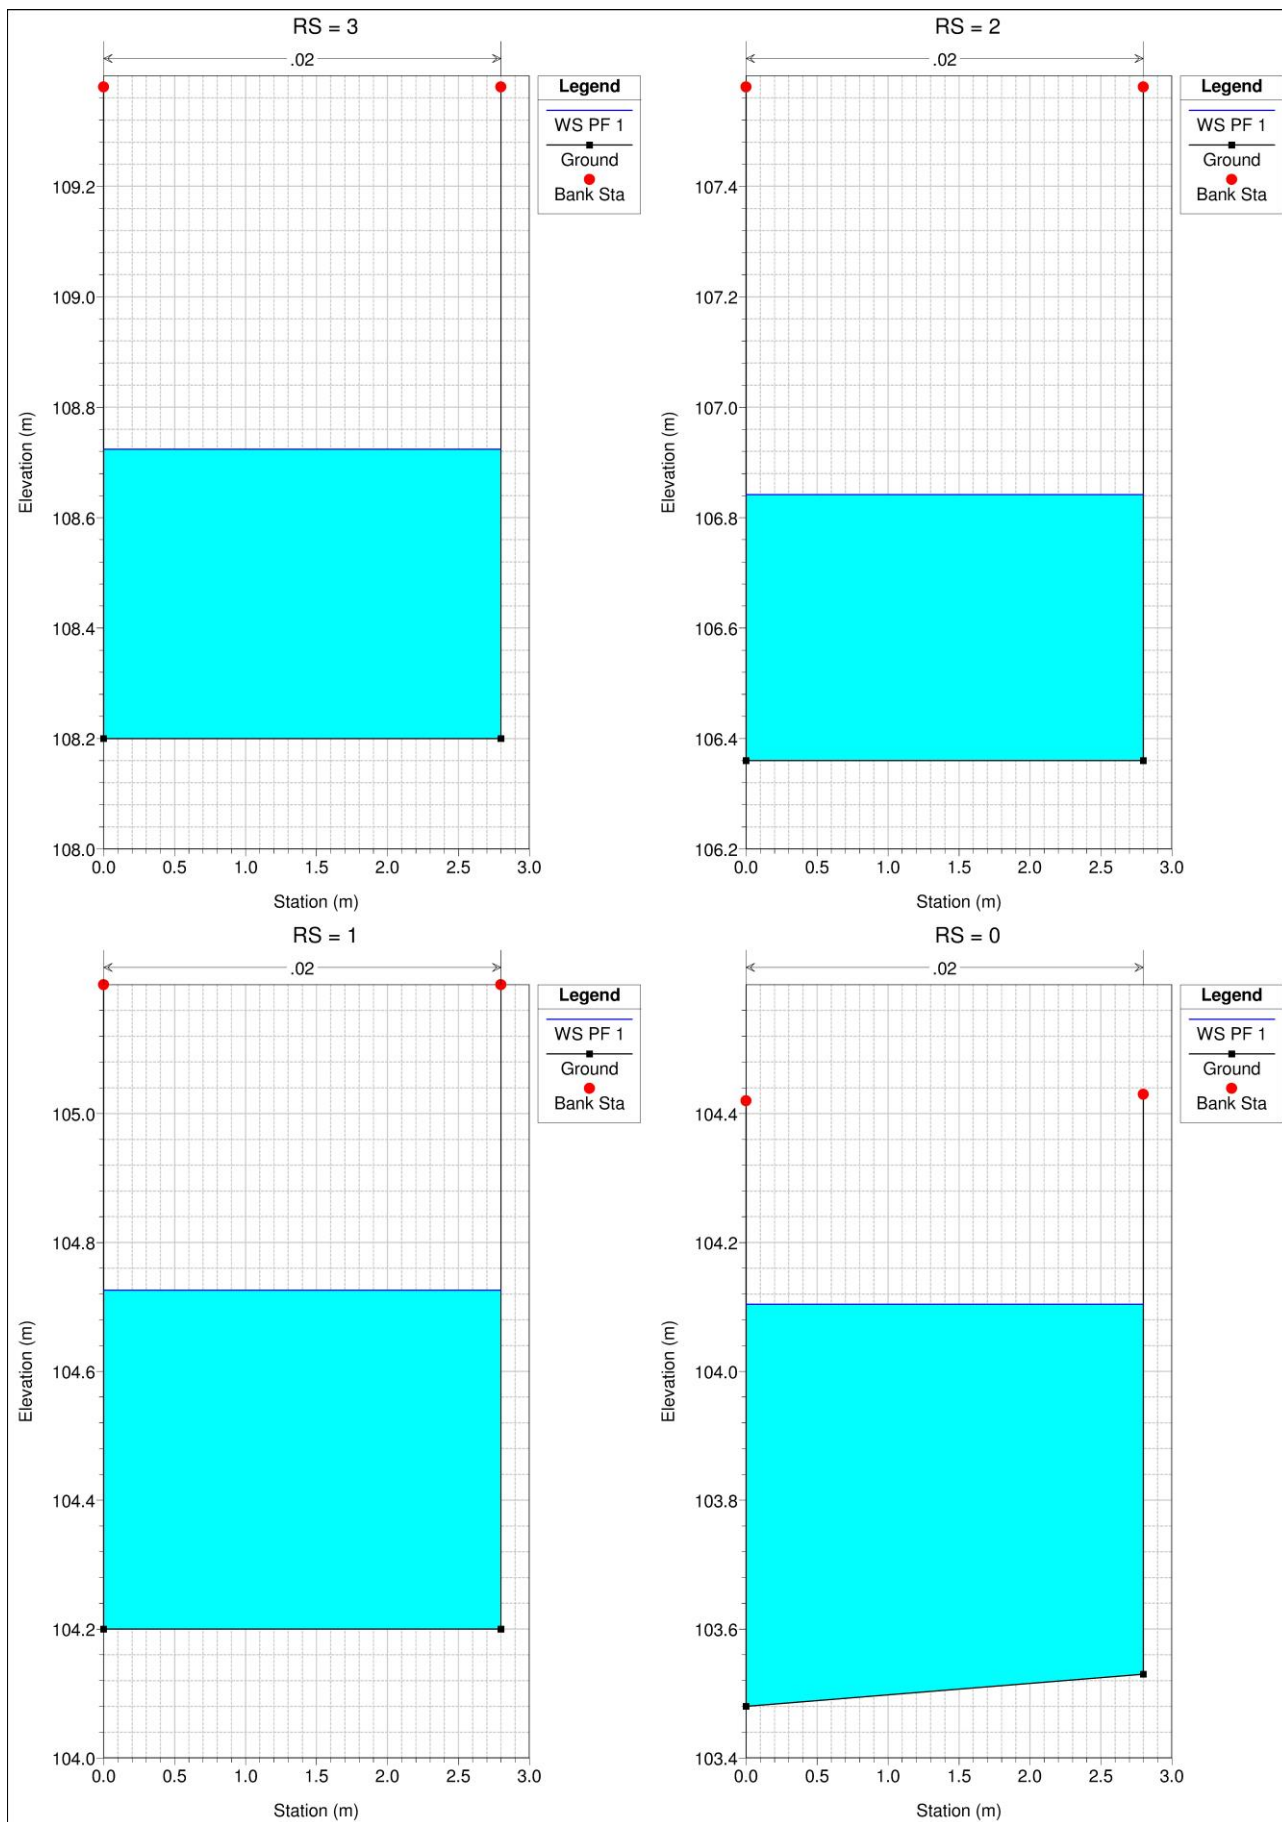 RS = 3
.02
Legend
WS PF 1
Ground
Bank Sta
109.2
109.0
108.8
108.6
108.4
108.2
108.0
Elevation (m)
0.0 0.5 1.0 1.5 2.0 2.5 3.0
Station (m)
RS = 2
.02
Legend
WS PF 1
Ground
Bank Sta
107.4
107.2
107.0
106.8
106.6
106.4
106.2
Elevation (m)
0.0 0.5 1.0 1.5 2.0 2.5 3.0
Station (m)
RS = 1
.02
Legend
WS PF 1
Ground
Bank Sta
105.0
104.8
104.6
104.4
104.2
104.0
Elevation (m)
0.0 0.5 1.0 1.5 2.0 2.5 3.0
Station (m)
RS = 0
.02
Legend
WS PF 1
Ground
Bank Sta
104.4
104.2
104.0
103.8
103.6
103.4
Elevation (m)
0.0 0.5 1.0 1.5 2.0 2.5 3.0
Station (m)